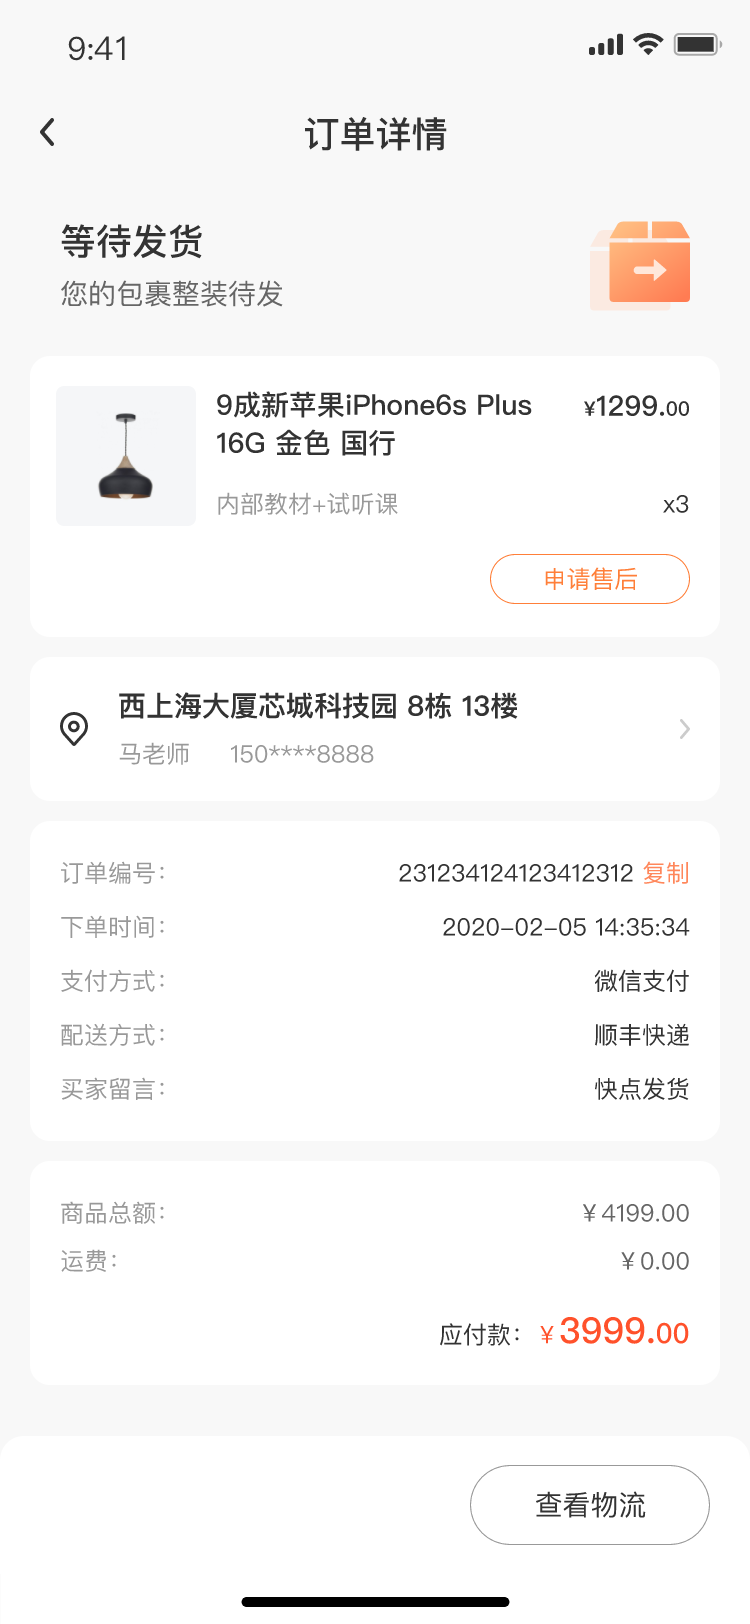 9:41
订单详情
等待发货
您的包裹整装待发
9成新苹果iPhone6s Plus ¥1299.00
16G 金色 国行
内部教材+试听课 x3
申请售后
西上海大厦芯城科技园 8栋 13楼
马老师 150****8888
订单编号: 231234124123412312 复制
下单时间: 2020-02-05 14:35:34
支付方式: 微信支付
配送方式: 顺丰快递
买家留言: 快点发货
商品总额: ¥4199.00
运费: ¥0.00
应付款: ¥3999.00
查看物流